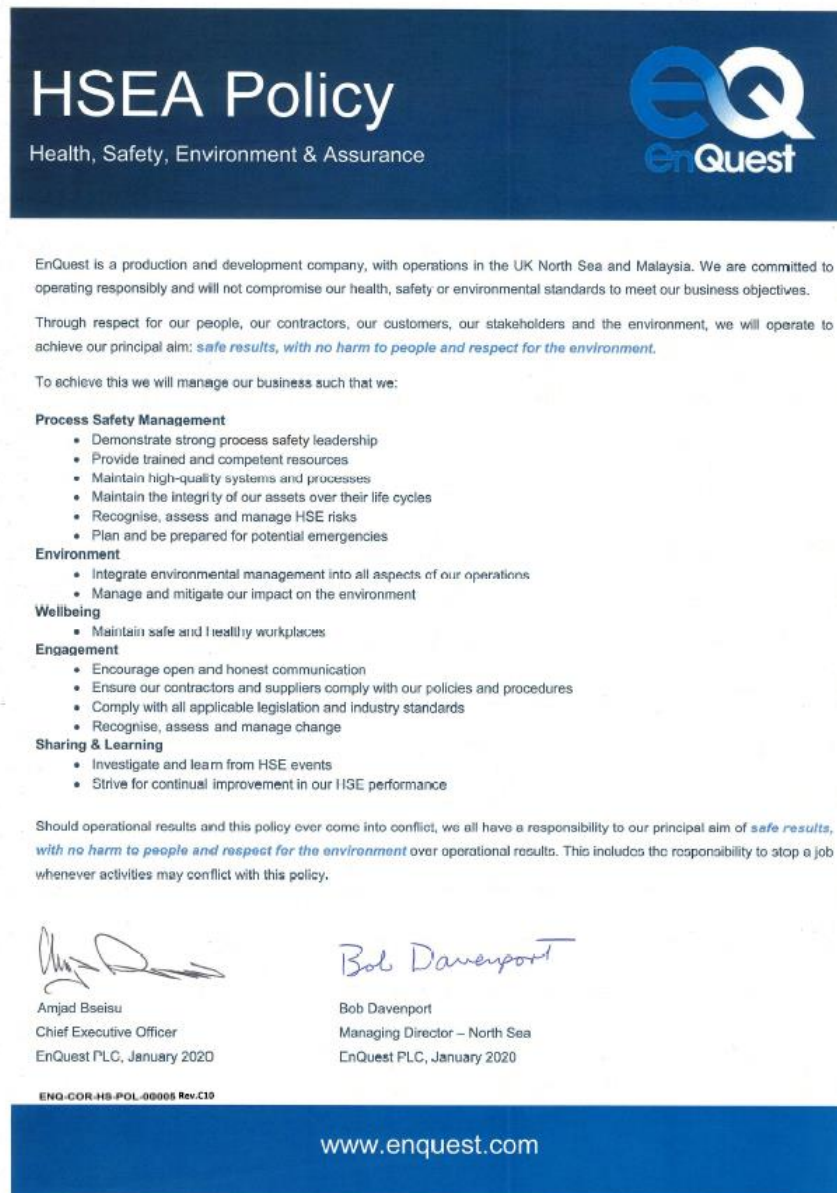 HSEA Policy
Health, Safety, Environment & Assurance
eQ
EnQuest
EnQuest is a production and development company, with operations in the UK North Sea and Malaysia. We are committed to
operating responsibly and will not compromise our health, safety or environmental standards to meet our business objectives.
Through respect for our people, our contractors, our customers, our stakeholders and the environment, we will operate to
achieve our principal aim: safe results, with no harm to people and respect for the environment.
To achieve this we will manage our business such that we:
Process Safety Management
• Demonstrate strong process safety leadership
• Provide trained and competent resources
• Maintain high-quality systems and processes
• Maintain the integrity of our assets over their life cycles
• Recognise, assess and manage HSE risks
• Plan and be prepared for potential emergencies
Environment
• Integrate environmental management into all aspects of our operations
• Manage and mitigate our impact on the environment
Wellbeing
• Maintain safe and healthy workplaces
Engagement
• Encourage open and honest communication
• Ensure our contractors and suppliers comply with our policies and procedures
• Comply with all applicable legislation and industry standards
• Recognise, assess and manage change
Sharing & Learning
• Investigate and learn from HSE events
• Strive for continual improvement in our HSE performance
Should operational results and this policy ever come into conflict, we all have a responsibility to our principal aim of safe results,
with no harm to people and respect for the environment over operational results. This includes the responsibility to stop a job
whenever activities may conflict with this policy.
Bob Davenport
Amjad Bseisu
Chief Executive Officer
EnQuest PLC, January 2020
Bob Davenport
Managing Director – North Sea
EnQuest PLC, January 2020
ENQ-COR-HS-POL-00005 Rev.C10
www.enquest.com